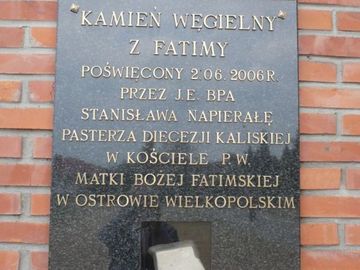 "KAMIEŃ WĘGIELNY"
Z FATIMY
POŚWIĘCONY 2.06.2006R.
PRZEZ J.E. BPA
STANISŁAWA NAPIERAŁĘ
PASTERZA DIECEZJI KALISKIEJ
W KOŚCIELE P.W.
MATKI BOŻEJ FATIMSKIEJ
W OSTROWIE WIELKOPOLSKIM